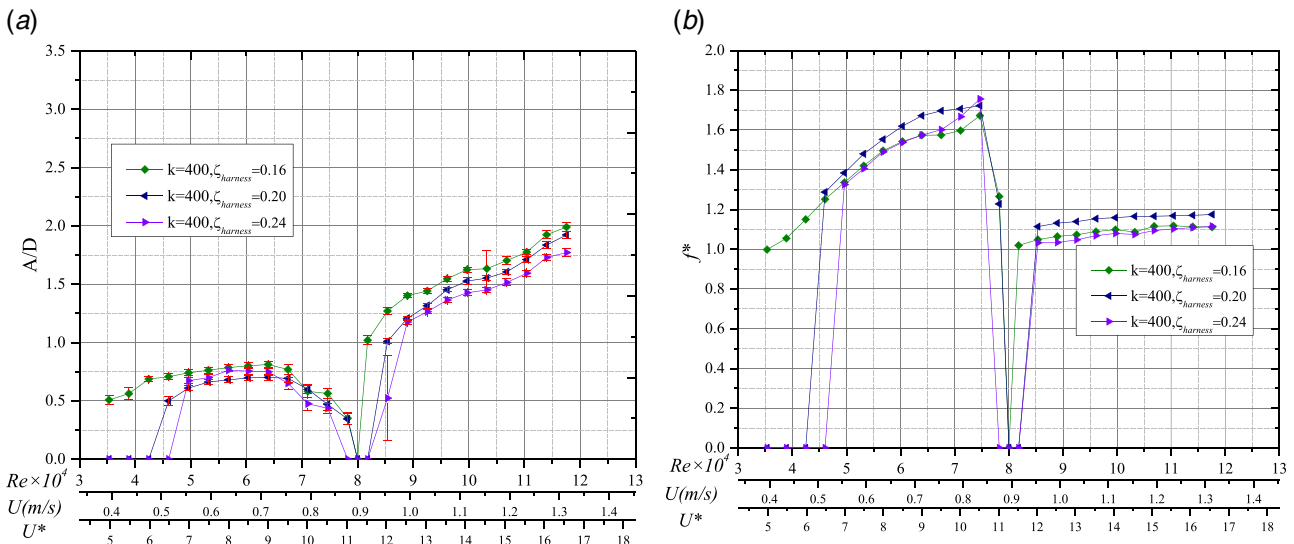 (a)
3.5
3.0
2.5
2.0
1.5
1.0
0.5
0.0
A/D
k=400,ζharness=0.16
k=400,ζharness=0.20
k=400,ζharness=0.24
3 4 5 6 7 8 9 10 11 12 13
Re×10⁴
0.4 0.5 0.6 0.7 0.8 0.9 1.0 1.1 1.2 1.3 1.4
U(m/s)
5 6 7 8 9 10 11 12 13 14 15 16 17 18
U*
(b)
2.0
1.8
1.6
1.4
1.2
1.0
0.8
0.6
0.4
0.2
0.0
f*
k=400,ζharness=0.16
k=400,ζharness=0.20
k=400,ζharness=0.24
3 4 5 6 7 8 9 10 11 12 13
Re×10⁴
0.4 0.5 0.6 0.7 0.8 0.9 1.0 1.1 1.2 1.3 1.4
U(m/s)
5 6 7 8 9 10 11 12 13 14 15 16 17 18
U*